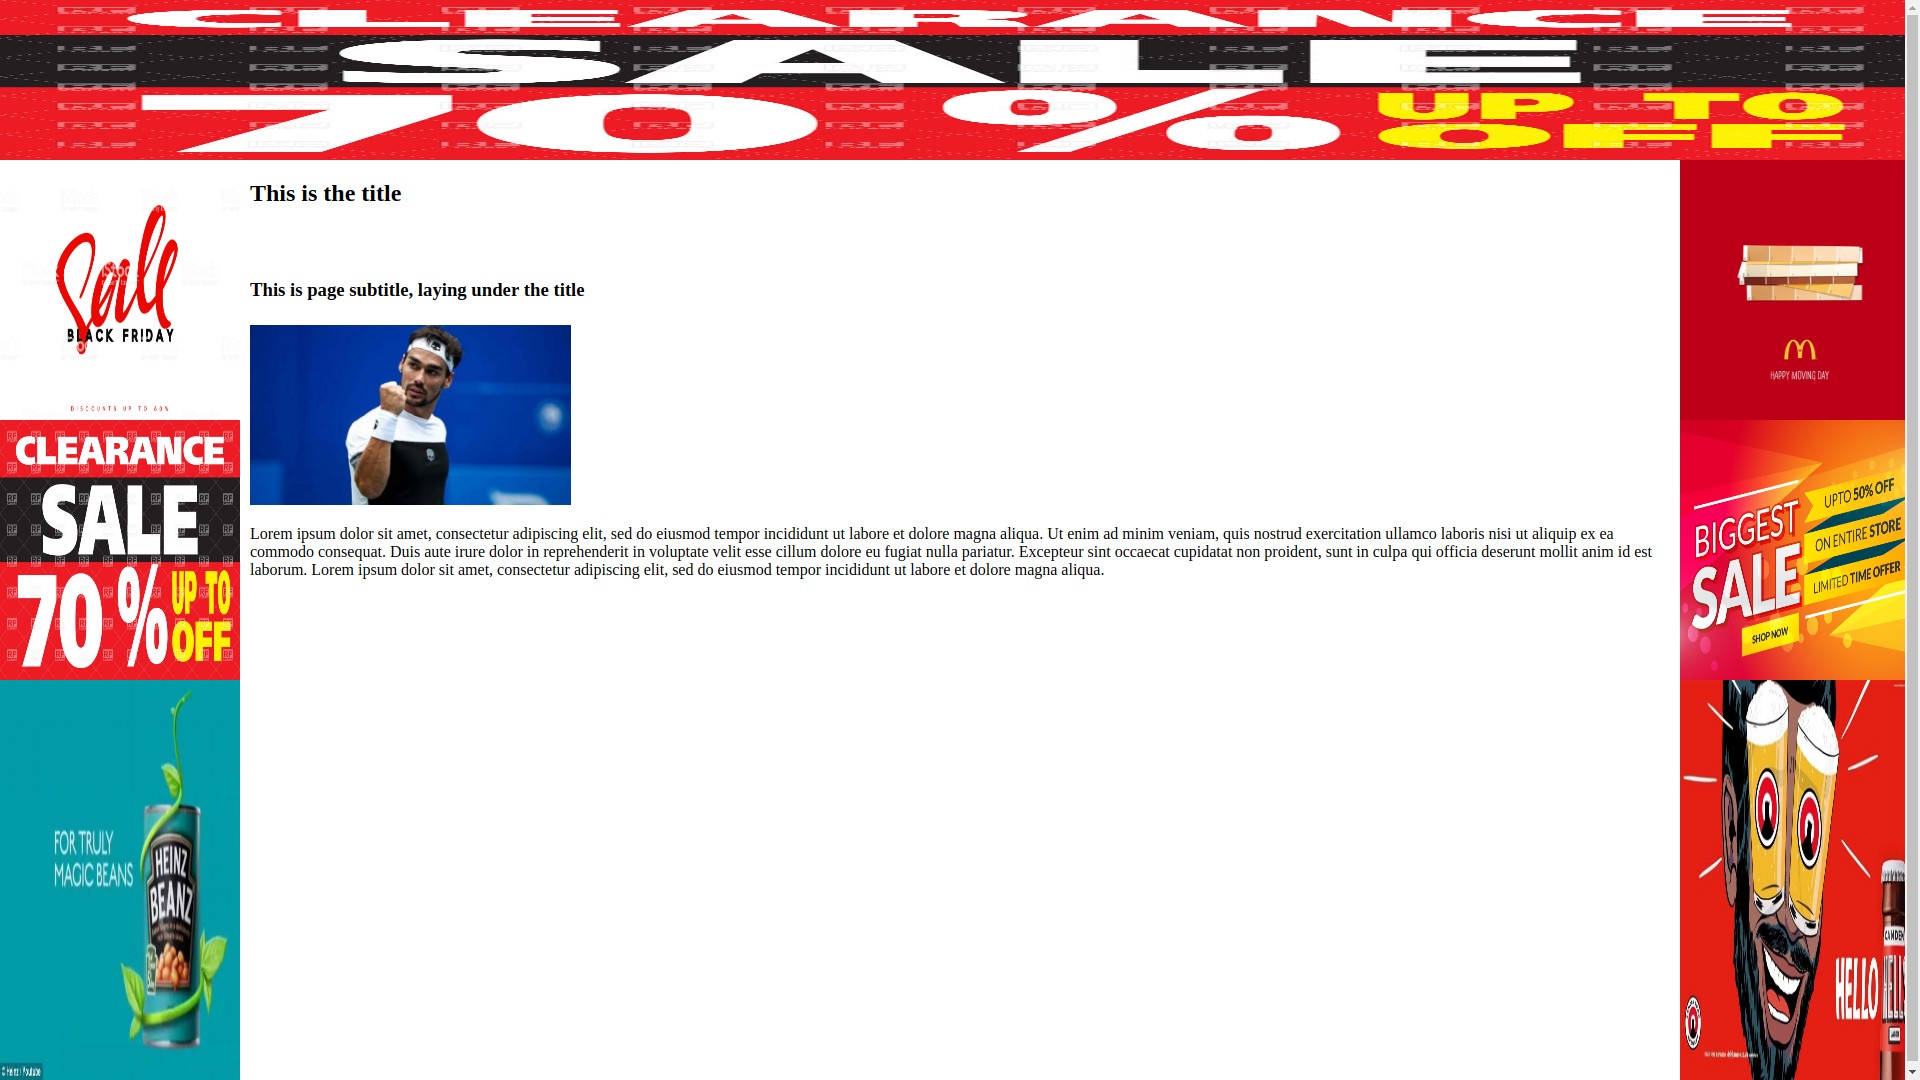 CLEARANCE
SALE
70 % UP TO
OFF
This is the title
This is page subtitle, laying under the title
Lorem ipsum dolor sit amet, consectetur adipiscing elit, sed do eiusmod tempor incididunt ut labore et dolore magna aliqua. Ut enim ad minim veniam, quis nostrud exercitation ullamco laboris nisi ut aliquip ex ea
commodo consequat. Duis aute irure dolor in reprehenderit in voluptate velit esse cillum dolore eu fugiat nulla pariatur. Excepteur sint occaecat cupidatat non proident, sunt in culpa qui officia deserunt mollit anim id est
laborum. Lorem ipsum dolor sit amet, consectetur adipiscing elit, sed do eiusmod tempor incididunt ut labore et dolore magna aliqua.
Sale
BLACK FRIDAY
DISCOUNTS UP TO 60%
CLEARANCE
SALE
70 % UP TO
OFF
FOR TRULY
MAGIC BEANS
HEINZ
BEANZ
© Heinz / Youtube
HAPPY MOVING DAY
BIGGEST
SALE
SHOP NOW
UPTO 50% OFF
ON ENTIRE STORE
LIMITED TIME OFFER
CAMDEN
HELLO HELLS